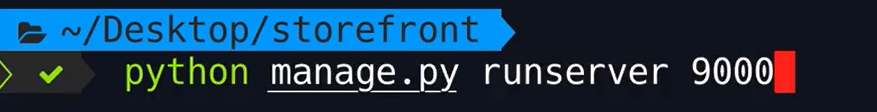 ~/Desktop/storefront
python manage.py runserver 9000